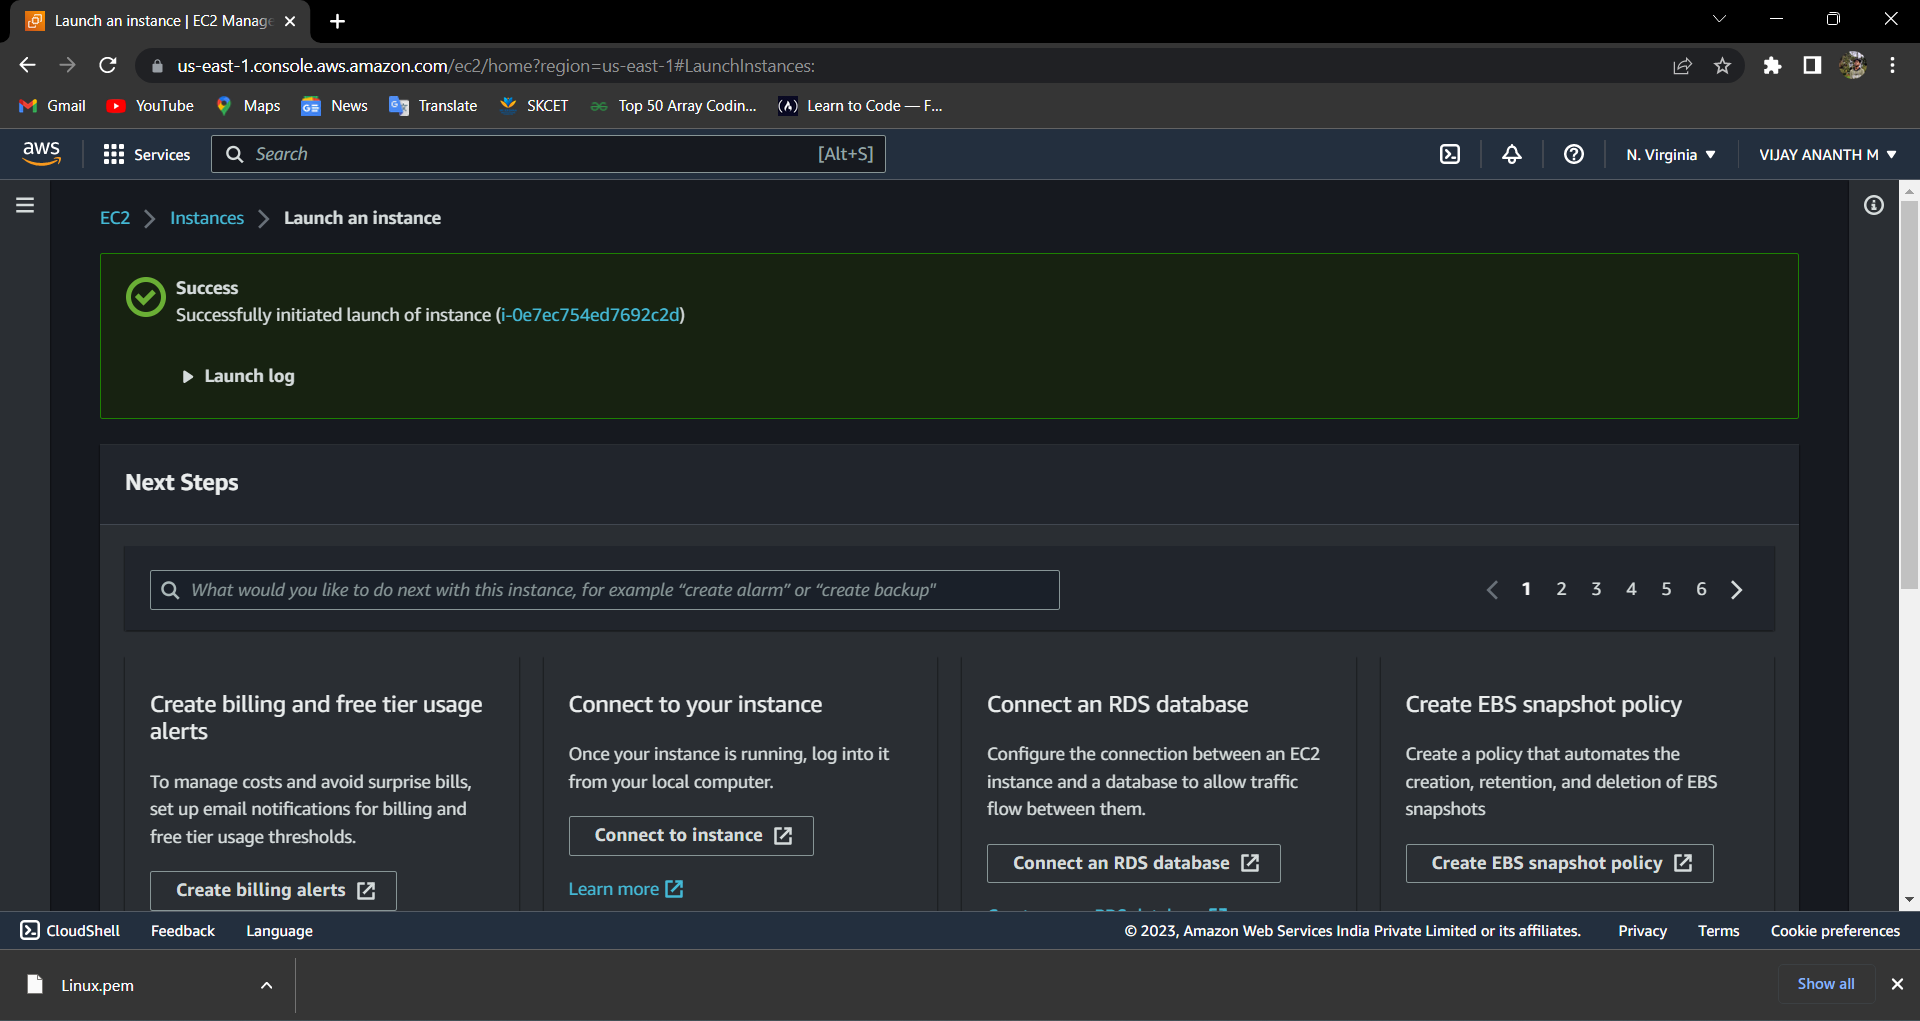 Launch an instance | EC2 Manage
us-east-1.console.aws.amazon.com/ec2/home?region=us-east-1#LaunchInstances:
Gmail YouTube Maps News Translate SKCET Top 50 Array Codin... Learn to Code — F...
aws Services Search [Alt+S] N. Virginia VIJAY ANANTH M
EC2 Instances Launch an instance
Success
Successfully initiated launch of instance (i-0e7ec754ed7692c2d)
Launch log
Next Steps
What would you like to do next with this instance, for example “create alarm” or “create backup” 1 2 3 4 5 6
Create billing and free tier usage
alerts
To manage costs and avoid surprise bills,
set up email notifications for billing and
free tier usage thresholds.
Create billing alerts
Connect to your instance
Once your instance is running, log into it
from your local computer.
Connect to instance
Learn more
Connect an RDS database
Configure the connection between an EC2
instance and a database to allow traffic
flow between them.
Connect an RDS database
Create EBS snapshot policy
Create a policy that automates the
creation, retention, and deletion of EBS
snapshots
Create EBS snapshot policy
CloudShell Feedback Language © 2023, Amazon Web Services India Private Limited or its affiliates. Privacy Terms Cookie preferences
Linux.pem Show all